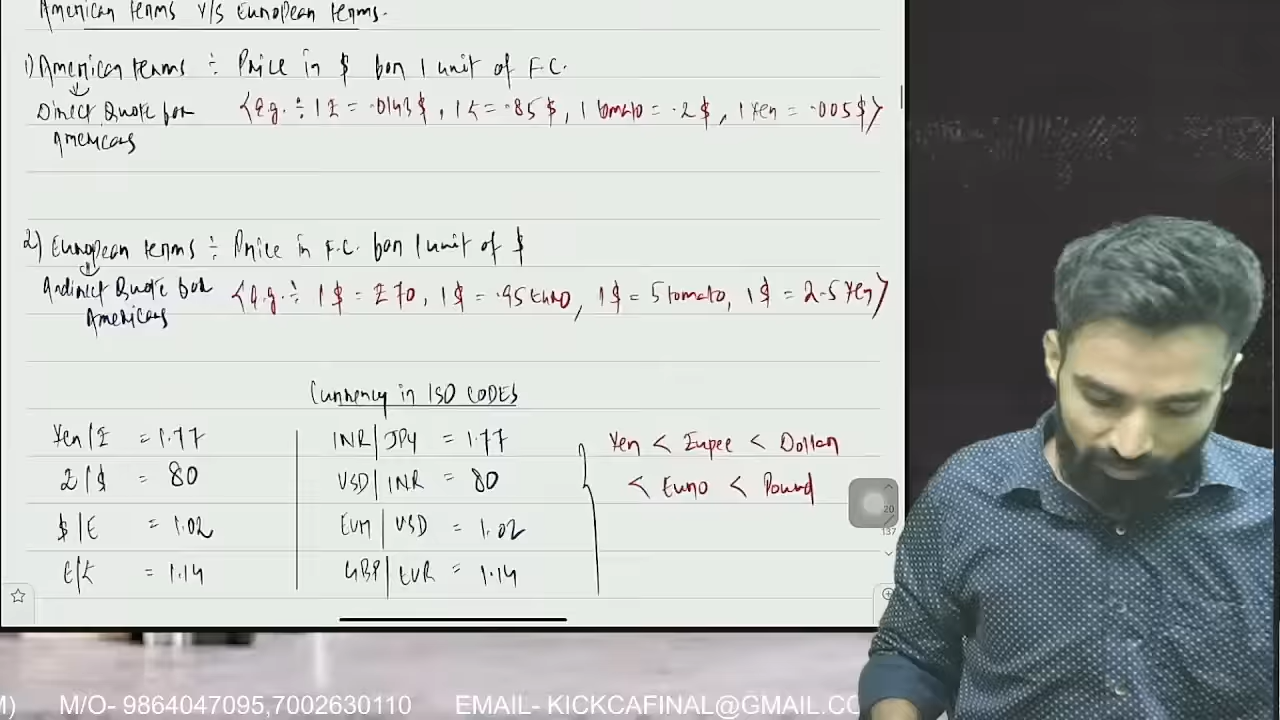 American terms v/s European terms.
1) American terms ÷ Price in $ for 1 unit of F.C.
Direct Quote for Americans
<e.g. ÷ 1 ₹ = .0143 $, 1 £ = .85 $, 1 tomato = .2 $, 1 Yen = .005 $>
2) European terms ÷ Price in F.C. for 1 unit of $
Indirect Quote for Americans
<e.g. ÷ 1 $ = ₹ 70, 1 $ = .95 Euro, 1 $ = 5 tomato, 1 $ = 2.5 Yen>
Currency in ISO CODES
Yen/₹ = 1.77
INR/JPY = 1.77
Yen < Rupee < Dollar
₹/$ = 80
USD/INR = 80
< Euro < Pound
$/€ = 1.02
EUR/USD = 1.02
€/£ = 1.14
GBP/EUR = 1.14
20
137
M/O- 9864047095,7002630110 EMAIL- KICKCAFINAL@GMAIL.CO